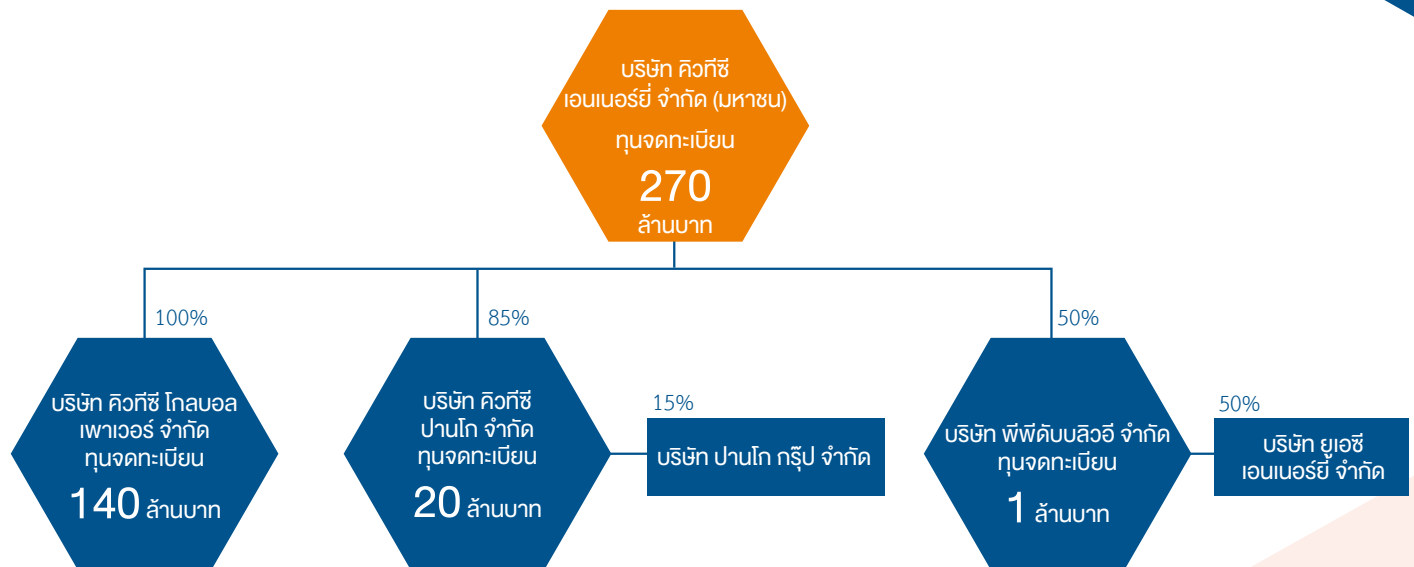 บริษัท คิวทีซี
เอนเนอร์ยี่ จำกัด (มหาชน)
ทุนจดทะเบียน
270
ล้านบาท
100%
85%
50%
บริษัท คิวทีซี โกลบอล
เพาเวอร์ จำกัด
ทุนจดทะเบียน
140 ล้านบาท
บริษัท คิวทีซี
ปานโก จำกัด
ทุนจดทะเบียน
20 ล้านบาท
15%
บริษัท ปานโก กรุ๊ป จำกัด
บริษัท พีพีดับบลิวอี จำกัด
ทุนจดทะเบียน
1 ล้านบาท
50%
บริษัท ยูเอซี
เอนเนอร์ยี่ จำกัด